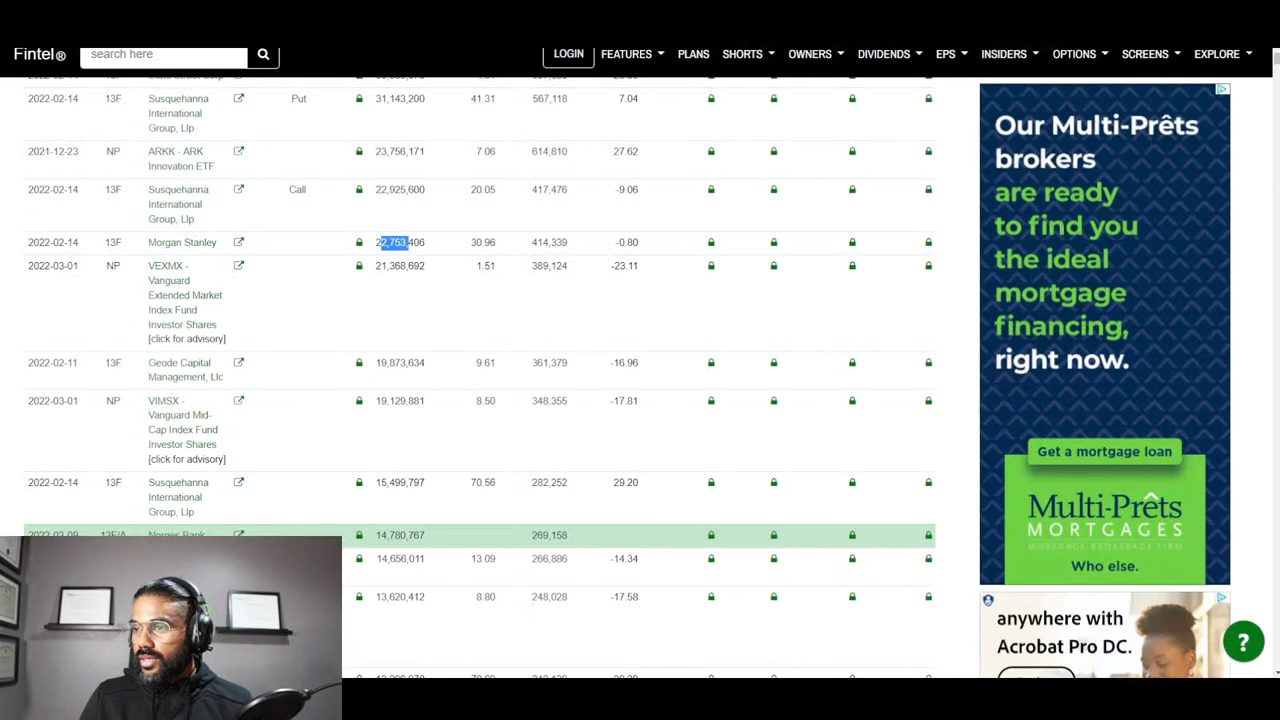 Fintel®
search here
LOGIN
FEATURES
PLANS
SHORTS
OWNERS
DIVIDENDS
EPS
INSIDERS
OPTIONS
SCREENS
EXPLORE
2022-02-14 13F Susquehanna 31,143,200 41.31 567,118 7.04
Put
International
Group, Llp
2021-12-23 NP ARKK - ARK 23,756,171 7.06 614,810 27.62
Innovation ETF
2022-02-14 13F Susquehanna Call 22,925,600 20.05 417,476 -9.06
International
Group, Llp
2022-02-14 13F Morgan Stanley 22,753,406 30.96 414,339 -0.80
2022-03-01 NP VEXMX - 21,368,692 1.51 389,124 -23.11
Vanguard
Extended Market
Index Fund
Investor Shares
[click for advisory]
2022-02-11 13F Geode Capital 19,873,634 9.61 361,379 -16.96
Management, Llc
2022-03-01 NP VIMSX - 19,129,881 8.50 348,355 -17.81
Vanguard Mid-
Cap Index Fund
Investor Shares
[click for advisory]
2022-02-14 13F Susquehanna 15,499,797 70.56 282,252 29.20
International
Group, Llp
2022-03-09 13F/A Norges Bank 14,780,767 269,158
14,656,011 13.09 266,886 -14.34
13,620,412 8.80 248,028 -17.58
Our Multi-Prêts
brokers
are ready
to find you
the ideal
mortgage
financing,
right now.
Get a mortgage loan
Multi-Prêts
MORTGAGES
MORTGAGE BROKERAGE FIRM
Who else.
anywhere with
Acrobat Pro DC.
?